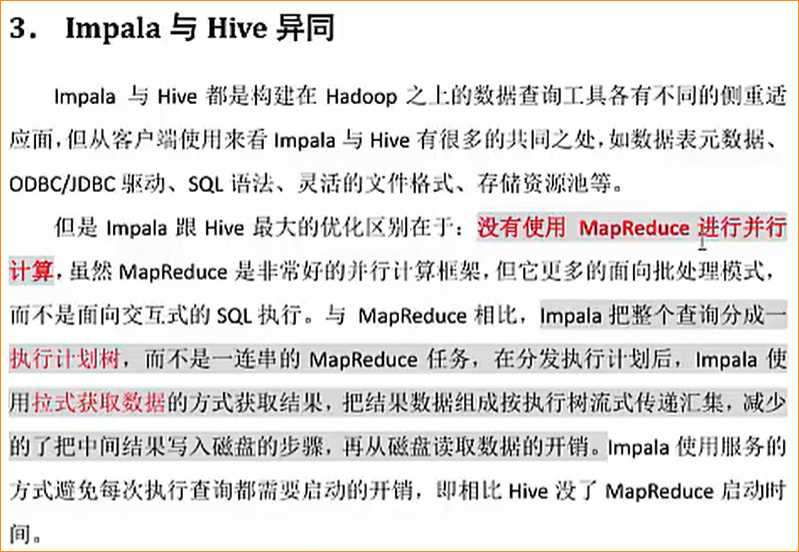 3. Impala 与 Hive 异同
Impala 与 Hive 都是构建在 Hadoop 之上的数据查询工具各有不同的侧重适
应面,但从客户端使用来看 Impala 与 Hive 有很多的共同之处,如数据表元数据、
ODBC/JDBC 驱动、SQL 语法、灵活的文件格式、存储资源池等。
但是 Impala 跟 Hive 最大的优化区别在于：没有使用 MapReduce 进行并行
计算,虽然 MapReduce 是非常好的并行计算框架,但它更多的面向批处理模式,
而不是面向交互式的 SQL 执行。与 MapReduce 相比，Impala 把整个查询分成一
执行计划树，而不是一连串的 MapReduce 任务，在分发执行计划后，Impala 使
用拉式获取数据的方式获取结果，把结果数据组成按执行树流式传递汇集，减少
的了把中间结果写入磁盘的步骤，再从磁盘读取数据的开销。Impala 使用服务的
方式避免每次执行查询都需要启动的开销，即相比 Hive 没了 MapReduce 启动时
间。